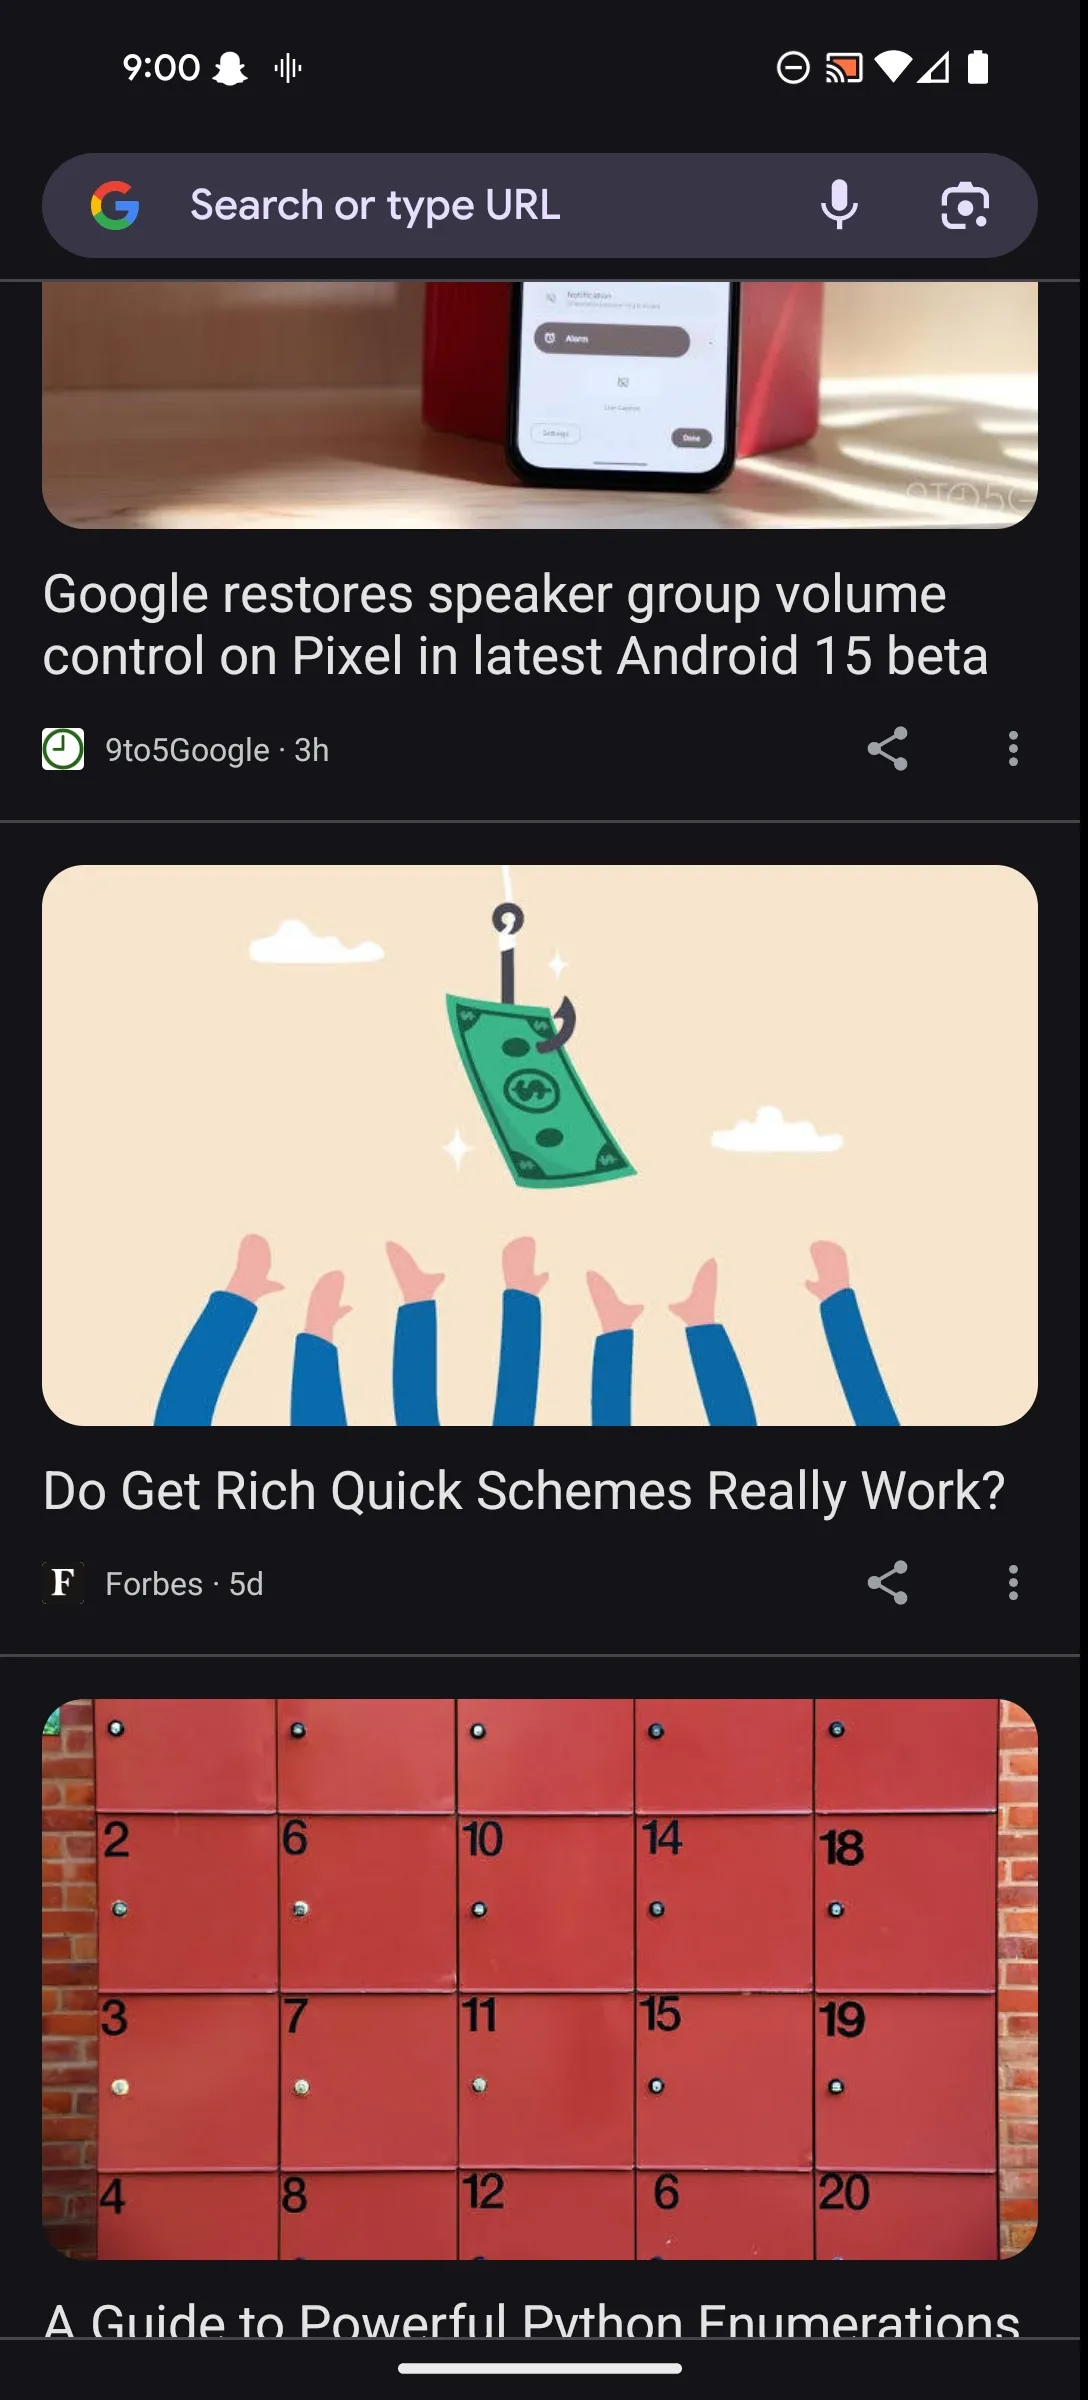 9:00
Search or type URL
Notification
Alarm
Settings
Done
9TO5G
Google restores speaker group volume
control on Pixel in latest Android 15 beta
9to5Google · 3h
Do Get Rich Quick Schemes Really Work?
F Forbes · 5d
2 6 10 14 18
3 7 11 15 19
4 8 12 6 20
A Guide to Powerful Python Enumerations